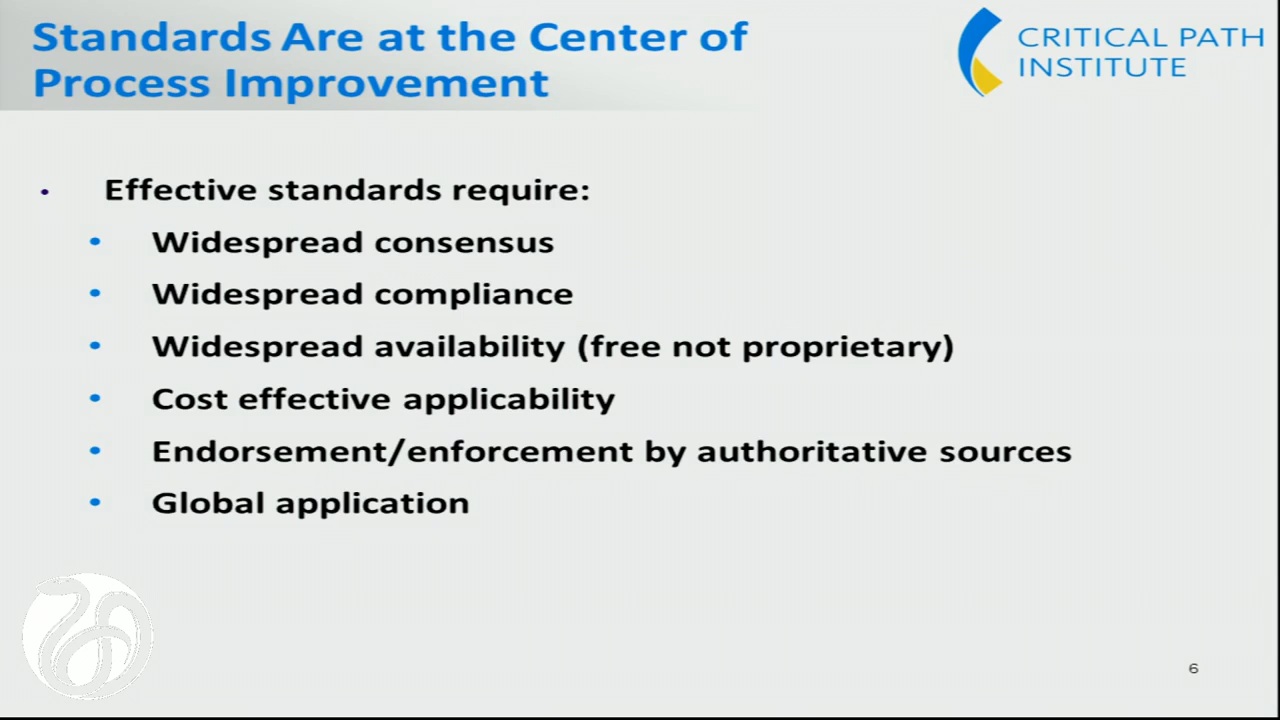 Standards Are at the Center of
Process Improvement
CRITICAL PATH
INSTITUTE
• Effective standards require:
• Widespread consensus
• Widespread compliance
• Widespread availability (free not proprietary)
• Cost effective applicability
• Endorsement/enforcement by authoritative sources
• Global application
6